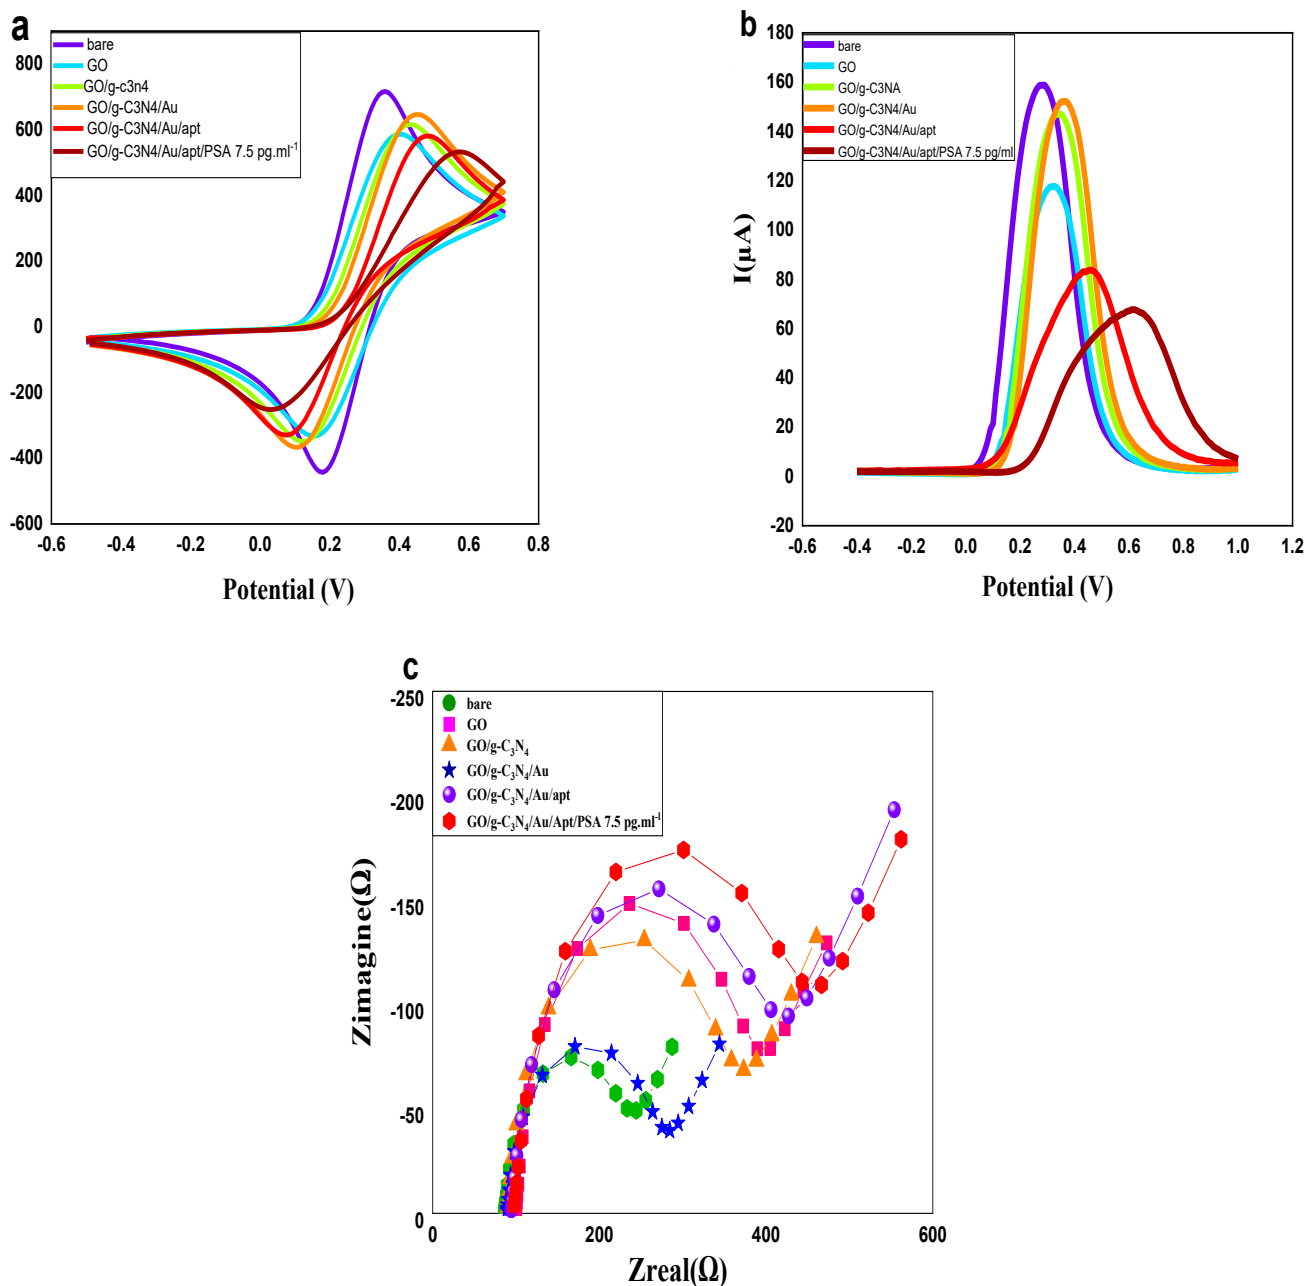 a
bare
GO
GO/g-c3n4
GO/g-C3N4/Au
GO/g-C3N4/Au/apt
GO/g-C3N4/Au/apt/PSA 7.5 pg.ml⁻¹
800
600
400
200
0
-200
-400
-600
-0.6 -0.4 -0.2 0.0 0.2 0.4 0.6 0.8
Potential (V)
b
bare
GO
GO/g-C3NA
GO/g-C3N4/Au
GO/g-C3N4/Au/apt
GO/g-C3N4/Au/apt/PSA 7.5 pg/ml
I(µA)
180
160
140
120
100
80
60
40
20
0
-20
-0.6 -0.4 -0.2 0.0 0.2 0.4 0.6 0.8 1.0 1.2
Potential (V)
c
bare
GO
GO/g-C₃N₄
GO/g-C₃N₄/Au
GO/g-C₃N₄/Au/apt
GO/g-C₃N₄/Au/Apt/PSA 7.5 pg.ml⁻¹
Zimagine(Ω)
-250
-200
-150
-100
-50
0
0 200 400 600
Zreal(Ω)